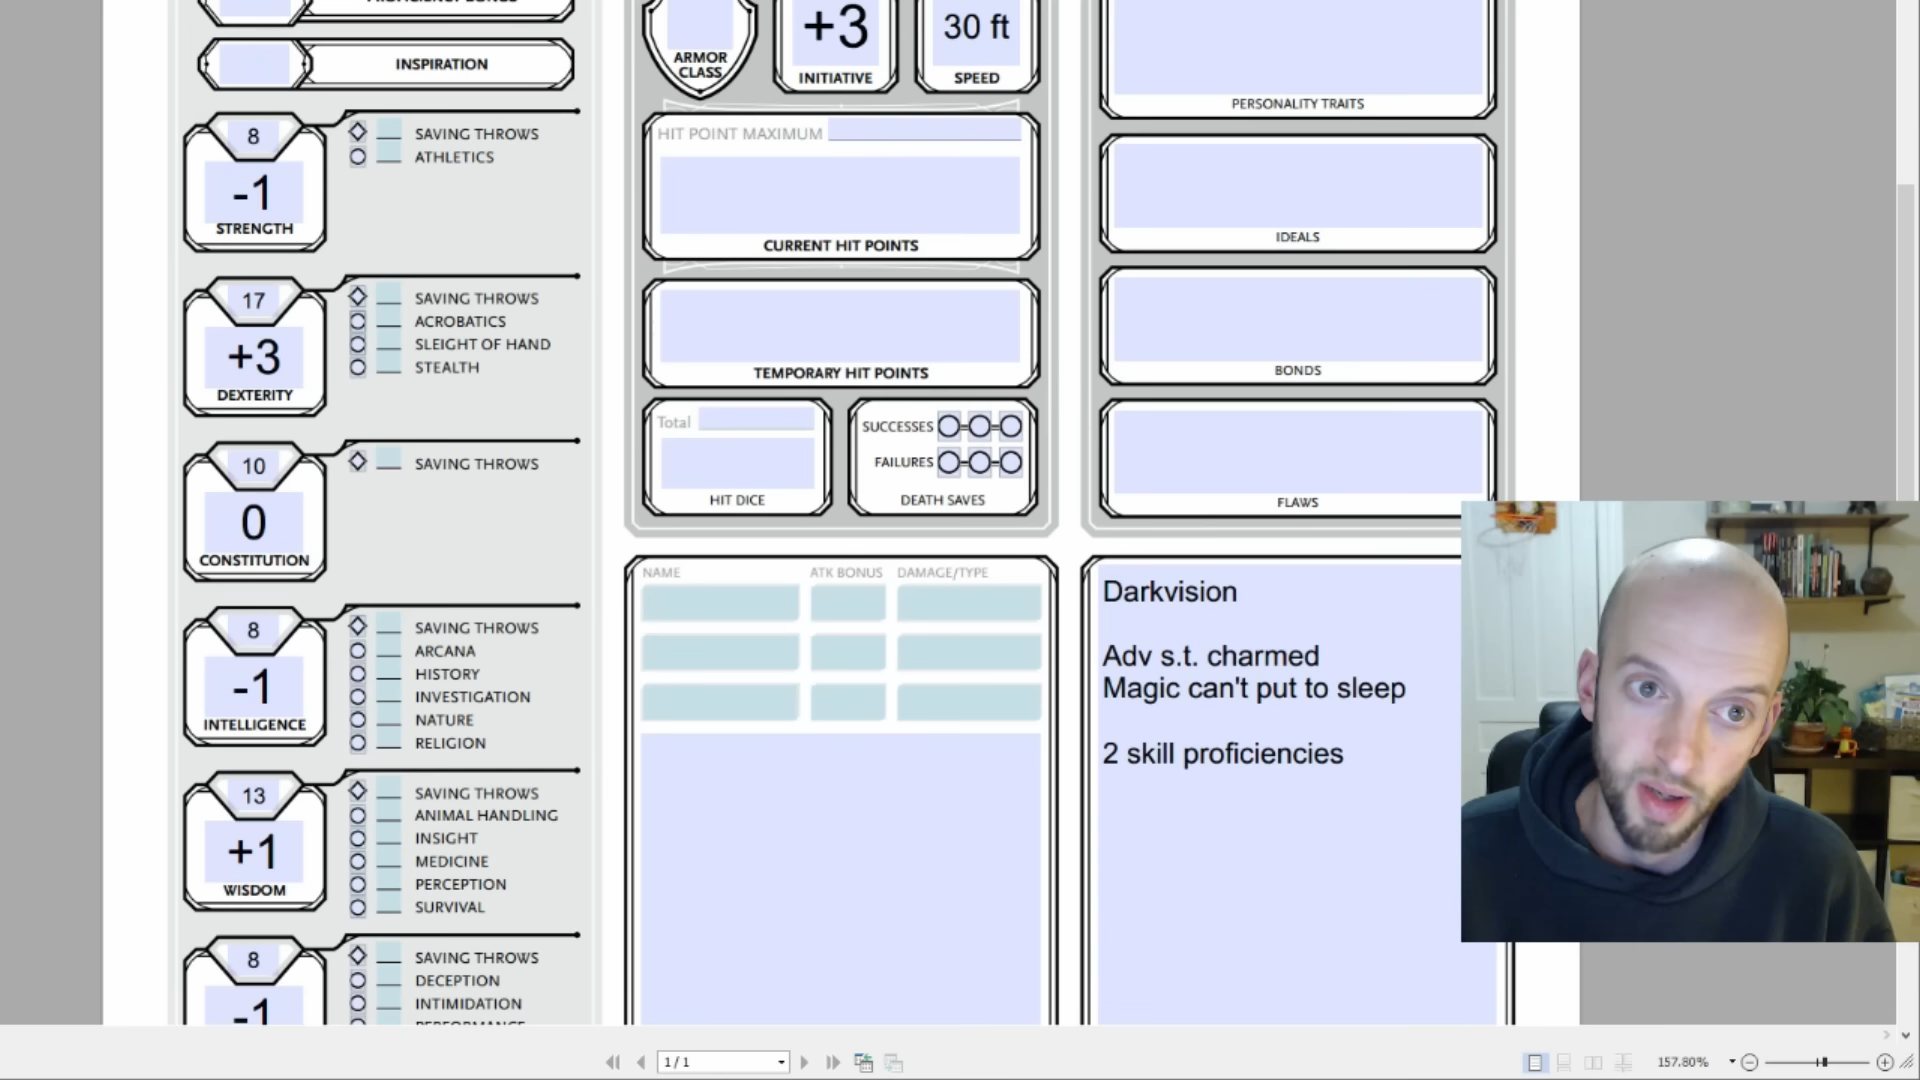 INSPIRATION
8
-1
STRENGTH
SAVING THROWS
ATHLETICS
17
+3
DEXTERITY
SAVING THROWS
ACROBATICS
SLEIGHT OF HAND
STEALTH
10
0
CONSTITUTION
SAVING THROWS
8
-1
INTELLIGENCE
SAVING THROWS
ARCANA
HISTORY
INVESTIGATION
NATURE
RELIGION
13
+1
WISDOM
SAVING THROWS
ANIMAL HANDLING
INSIGHT
MEDICINE
PERCEPTION
SURVIVAL
8
-1
SAVING THROWS
DECEPTION
INTIMIDATION
ARMOR
CLASS
+3
INITIATIVE
30 ft
SPEED
HIT POINT MAXIMUM
CURRENT HIT POINTS
TEMPORARY HIT POINTS
Total
HIT DICE
SUCCESSES
FAILURES
DEATH SAVES
NAME ATK BONUS DAMAGE/TYPE
PERSONALITY TRAITS
IDEALS
BONDS
FLAWS
Darkvision
Adv s.t. charmed
Magic can't put to sleep
2 skill proficiencies
1 / 1
157.80%